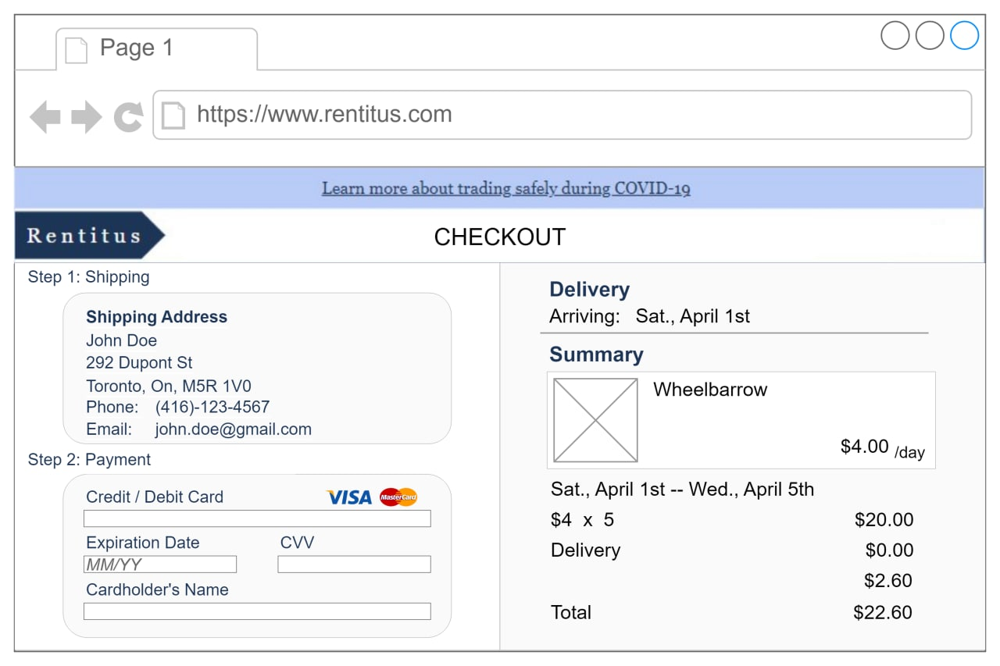 Page 1
https://www.rentitus.com
Learn more about trading safely during COVID-19
Rentitus
CHECKOUT
Step 1: Shipping
Shipping Address
John Doe
292 Dupont St
Toronto, On, M5R 1V0
Phone: (416)-123-4567
Email: john.doe@gmail.com
Step 2: Payment
Credit / Debit Card VISA MasterCard
Expiration Date CVV
MM/YY
Cardholder's Name
Delivery
Arriving: Sat., April 1st
Summary
Wheelbarrow
$4.00 /day
Sat., April 1st -- Wed., April 5th
$4 x 5 $20.00
Delivery $0.00
$2.60
Total $22.60